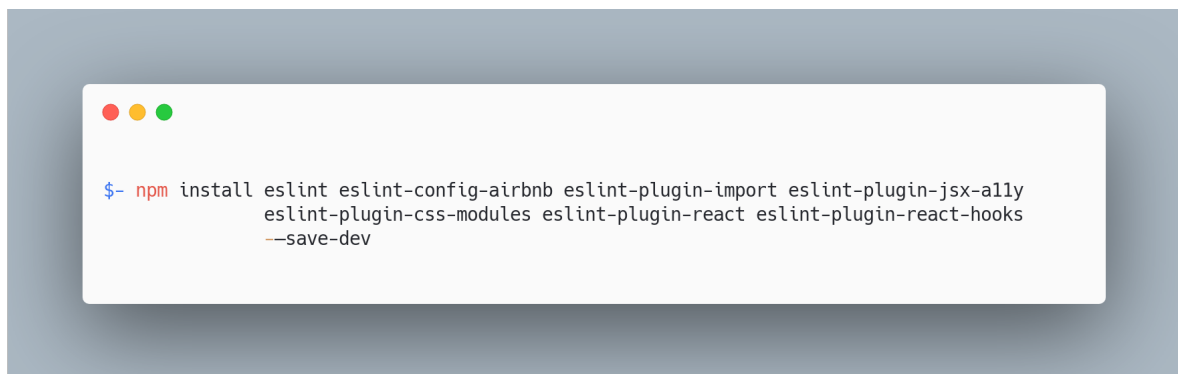 $- npm install eslint eslint-config-airbnb eslint-plugin-import eslint-plugin-jsx-a11y
eslint-plugin-css-modules eslint-plugin-react eslint-plugin-react-hooks
-—save-dev